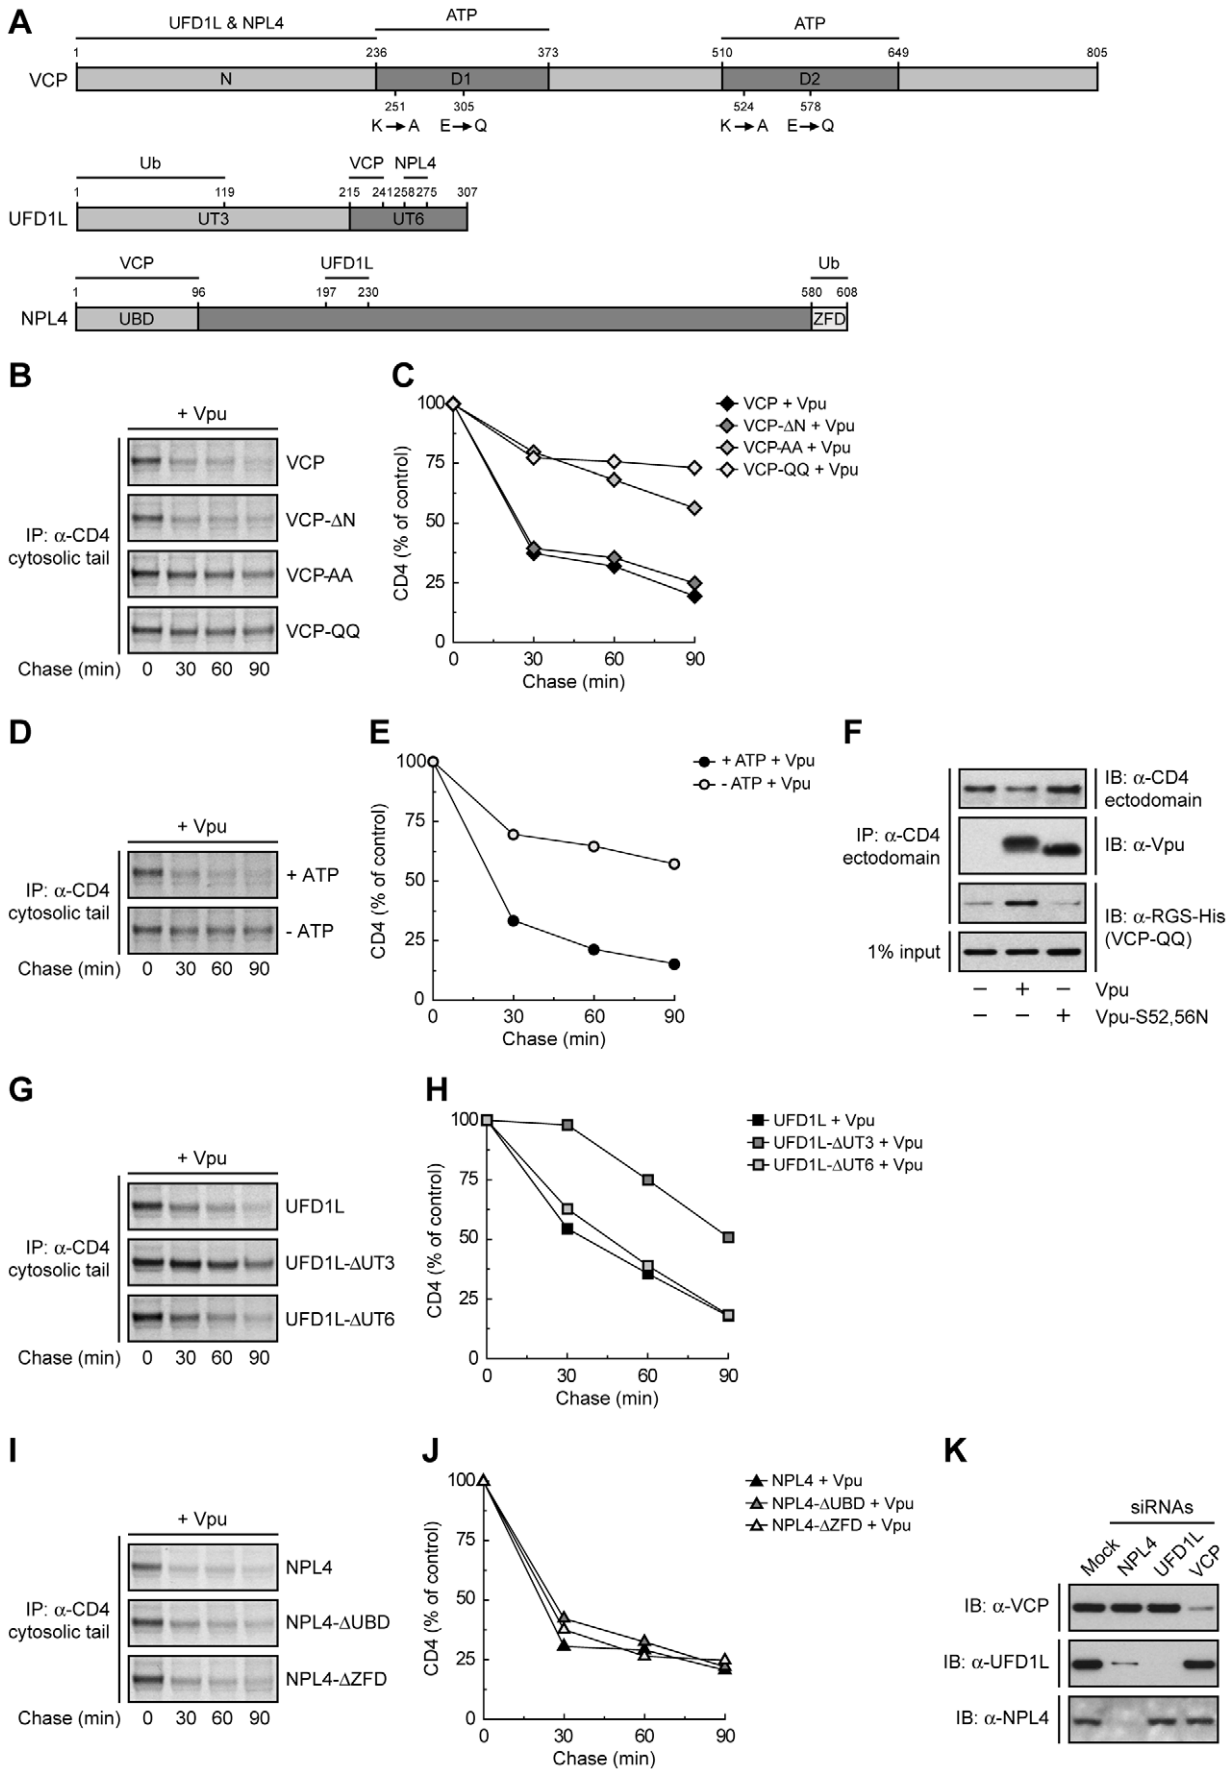 A
UFD1L & NPL4
ATP
ATP
1
236
373
510
649
805
VCP
N
D1
D2
251
305
524
578
K→A
E→Q
K→A
E→Q
Ub
VCP
NPL4
1
119
215
241
258
275
307
UFD1L
UT3
UT6
VCP
UFD1L
Ub
1
96
197
230
580
608
NPL4
UBD
ZFD
B
+ Vpu
IP: α-CD4
cytosolic tail
VCP
VCP-ΔN
VCP-AA
VCP-QQ
Chase (min)
0
30
60
90
C
CD4 (% of control)
100
75
50
25
0
0
30
60
90
Chase (min)
VCP + Vpu
VCP-ΔN + Vpu
VCP-AA + Vpu
VCP-QQ + Vpu
D
+ Vpu
IP: α-CD4
cytosolic tail
+ ATP
- ATP
Chase (min)
0
30
60
90
E
CD4 (% of control)
100
75
50
25
0
0
30
60
90
Chase (min)
+ ATP + Vpu
- ATP + Vpu
F
IP: α-CD4
ectodomain
1% input
IB: α-CD4
ectodomain
IB: α-Vpu
IB: α-RGS-His
(VCP-QQ)
− + − Vpu
− − + Vpu-S52,56N
G
+ Vpu
IP: α-CD4
cytosolic tail
UFD1L
UFD1L-ΔUT3
UFD1L-ΔUT6
Chase (min)
0
30
60
90
H
CD4 (% of control)
100
75
50
25
0
0
30
60
90
Chase (min)
UFD1L + Vpu
UFD1L-ΔUT3 + Vpu
UFD1L-ΔUT6 + Vpu
I
+ Vpu
IP: α-CD4
cytosolic tail
NPL4
NPL4-ΔUBD
NPL4-ΔZFD
Chase (min)
0
30
60
90
J
CD4 (% of control)
100
75
50
25
0
0
30
60
90
Chase (min)
NPL4 + Vpu
NPL4-ΔUBD + Vpu
NPL4-ΔZFD + Vpu
K
siRNAs
Mock
NPL4
UFD1L
VCP
IB: α-VCP
IB: α-UFD1L
IB: α-NPL4